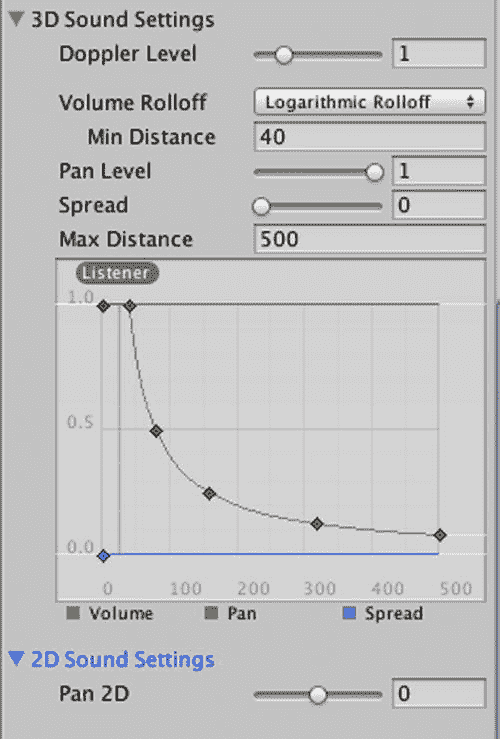 3D Sound Settings
Doppler Level 1
Volume Rolloff Logarithmic Rolloff
Min Distance 40
Pan Level 1
Spread 0
Max Distance 500
Listener
1.0
0.5
0.0
0 100 200 300 400 500
Volume Pan Spread
2D Sound Settings
Pan 2D 0